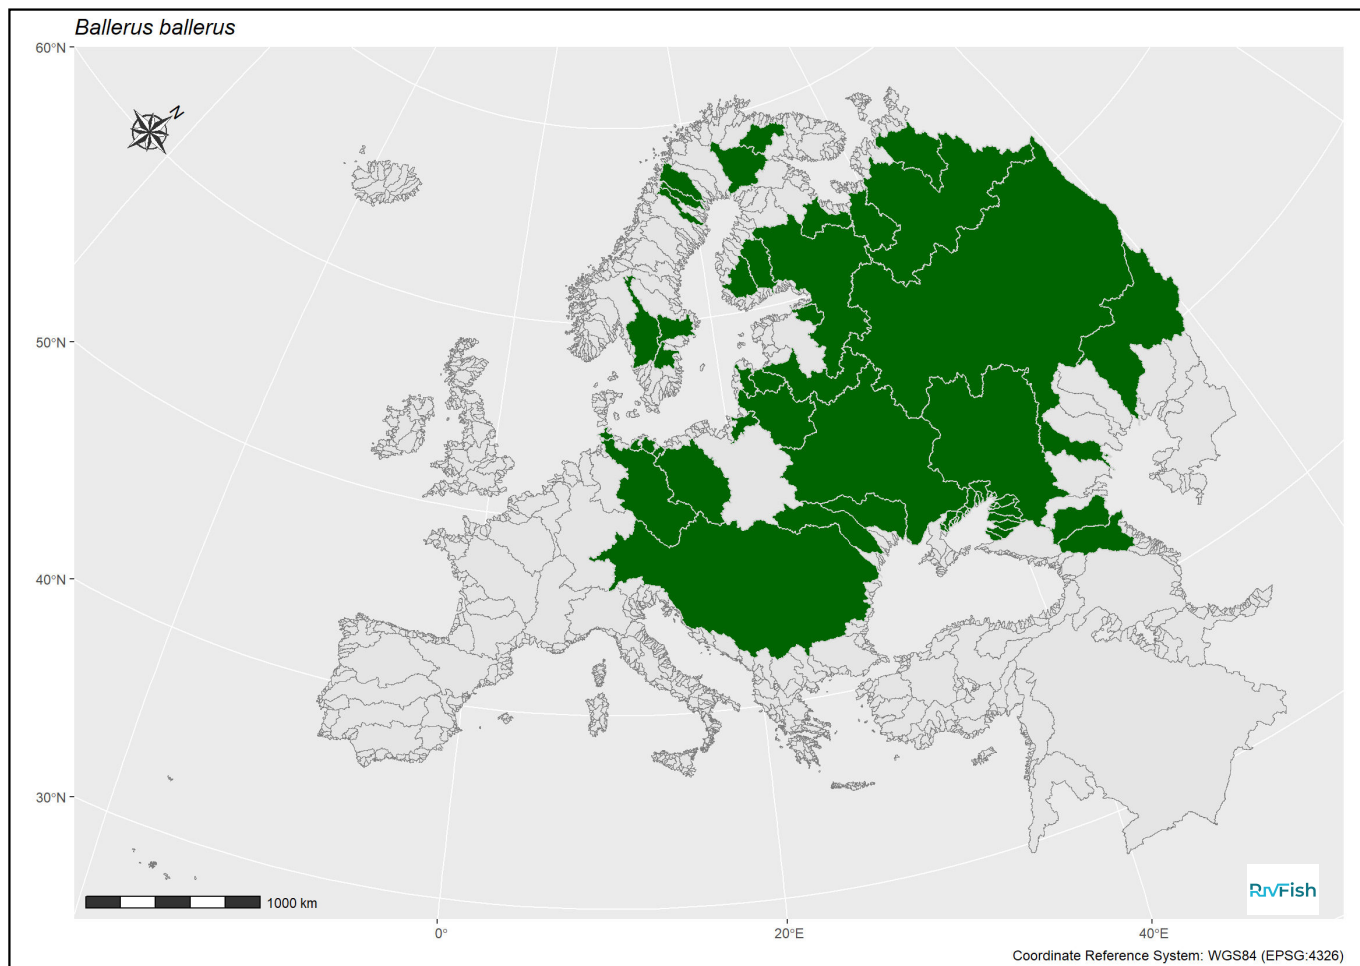 Ballerus ballerus
60°N
N
50°N
40°N
30°N
1000 km
RIVFish
0°
20°E
40°E
Coordinate Reference System: WGS84 (EPSG:4326)